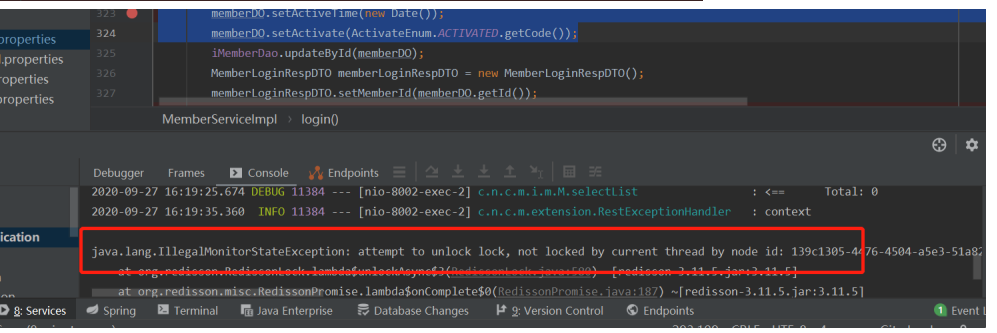 323 memberDO.setActiveTime(new Date());
324 memberDO.setActivate(ActivateEnum.ACTIVATED.getCode());
325 iMemberDao.updateById(memberDO);
326 MemberLoginRespDTO memberLoginRespDTO = new MemberLoginRespDTO();
327 memberLoginRespDTO.setMemberId(memberDO.getId());
properties
l.properties
roperties
properties
MemberServiceImpl > login()
Debugger Frames Console Endpoints
2020-09-27 16:19:25.674 DEBUG 11384 --- [nio-8002-exec-2] c.n.c.m.i.m.M.selectList : <== Total: 0
2020-09-27 16:19:35.360 INFO 11384 --- [nio-8002-exec-2] c.n.c.m.extension.RestExceptionHandler : context
ication
java.lang.IllegalMonitorStateException: attempt to unlock lock, not locked by current thread by node id: 139c1305-4476-4504-a5e3-51a82
at org.redisson.RedissonLock.lambda$unlockAsync$3(RedissonLock.java:580) ~[redisson-3.11.5.jar:3.11.5]
at org.redisson.misc.RedissonPromise.lambda$onComplete$0(RedissonPromise.java:187) ~[redisson-3.11.5.jar:3.11.5]
8: Services Spring Terminal Java Enterprise Database Changes 9: Version Control Endpoints 1 Event L